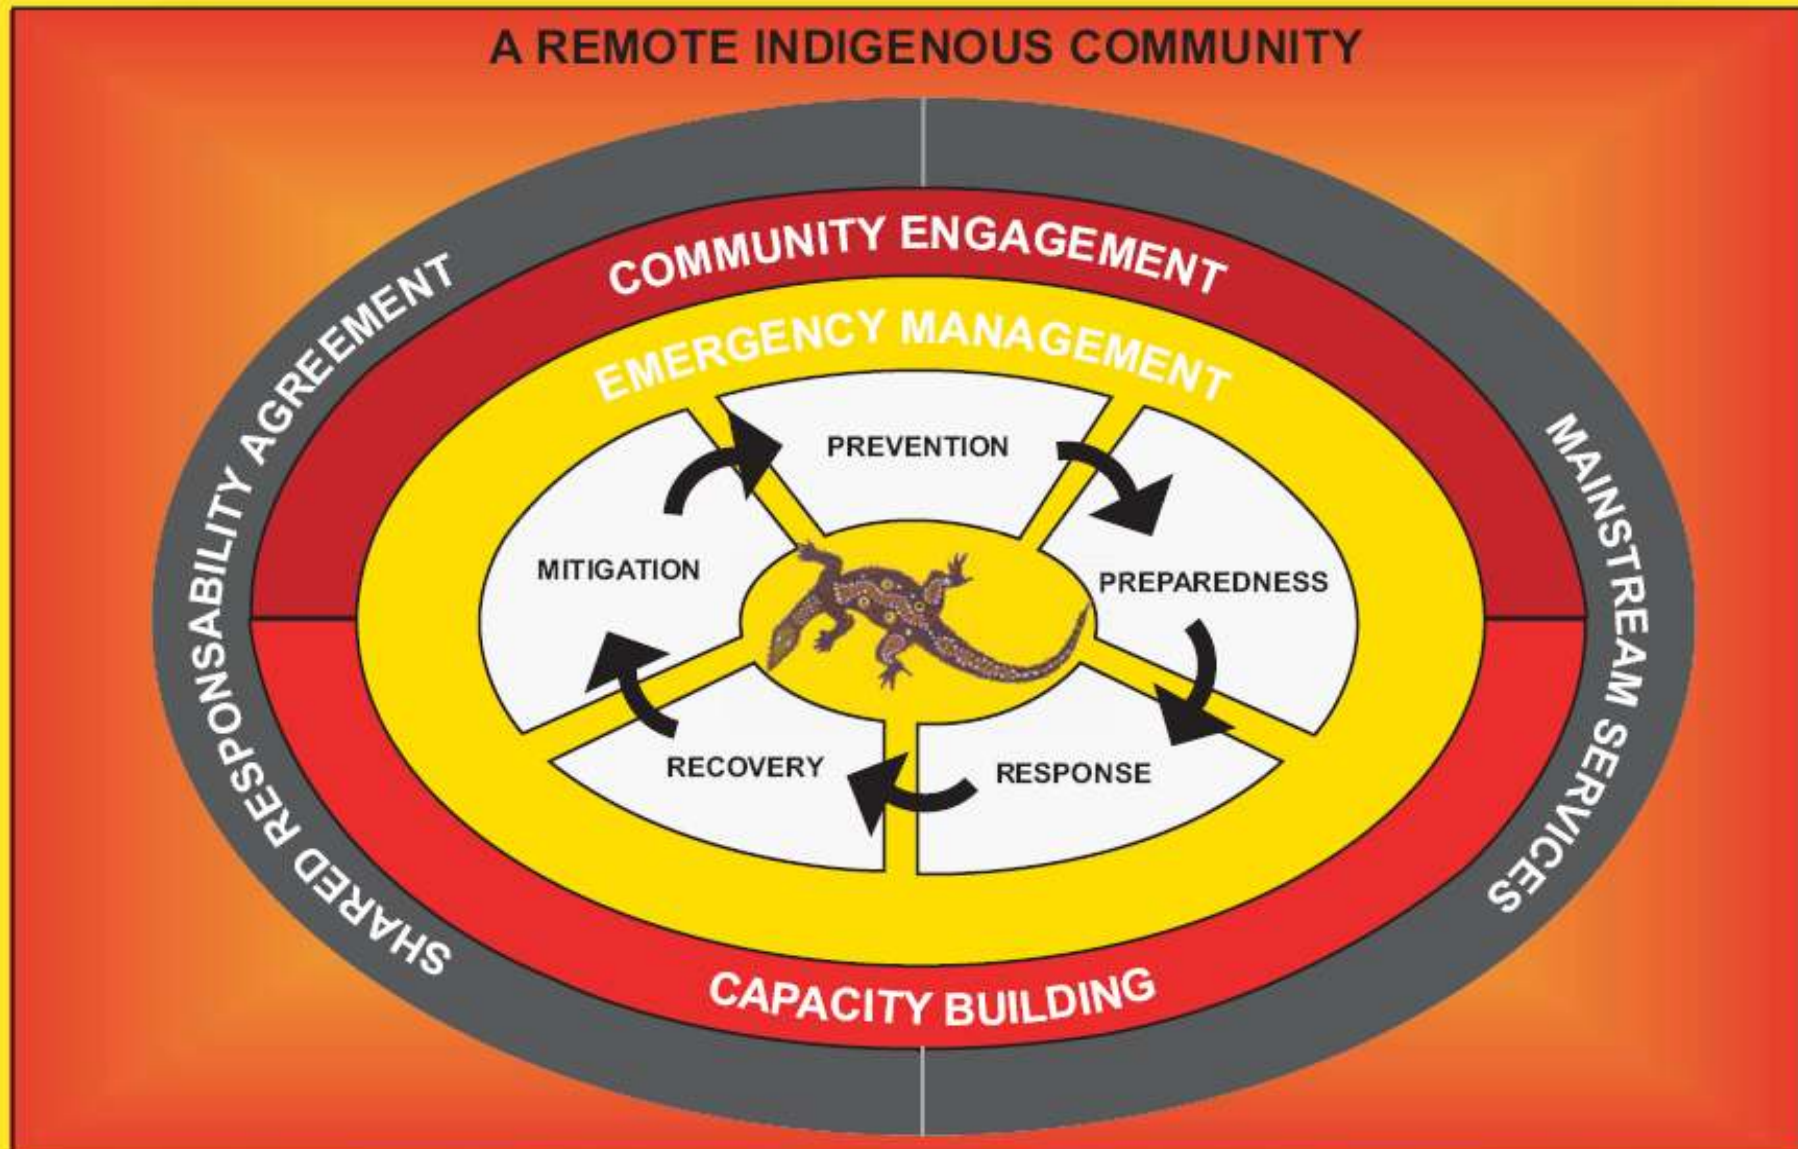 A REMOTE INDIGENOUS COMMUNITY
SHARED RESPONSABILITY AGREEMENT
MAINSTREAM SERVICES
COMMUNITY ENGAGEMENT
EMERGENCY MANAGEMENT
PREVENTION
PREPAREDNESS
RESPONSE
RECOVERY
MITIGATION
CAPACITY BUILDING